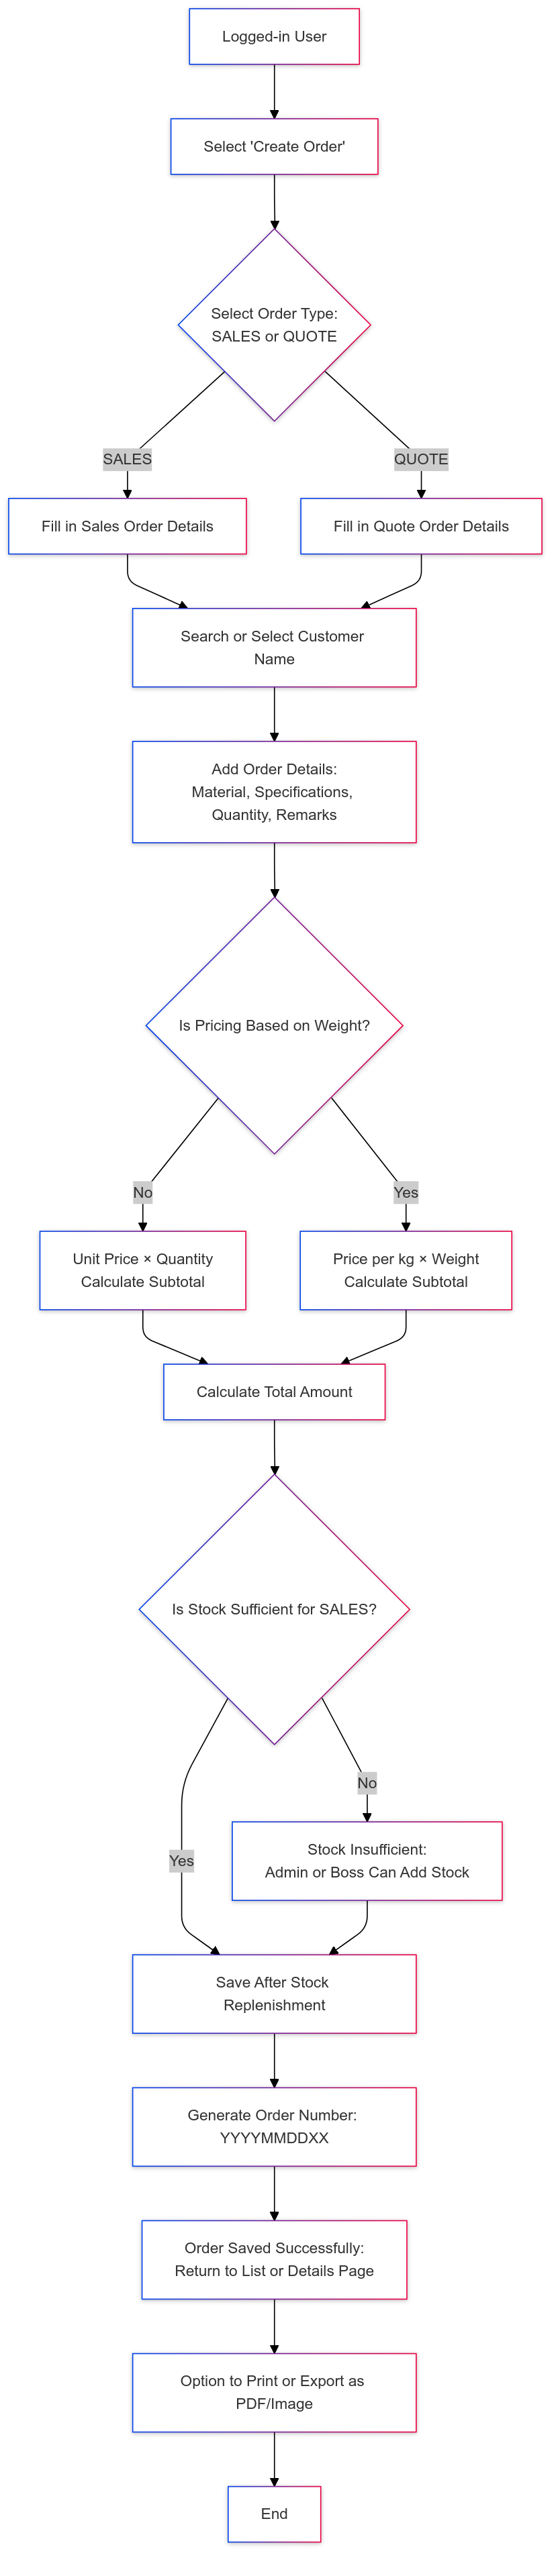 Logged-in User
Select 'Create Order'
Select Order Type:
SALES or QUOTE
SALES
QUOTE
Fill in Sales Order Details
Fill in Quote Order Details
Search or Select Customer
Name
Add Order Details:
Material, Specifications,
Quantity, Remarks
Is Pricing Based on Weight?
No
Yes
Unit Price × Quantity
Calculate Subtotal
Price per kg × Weight
Calculate Subtotal
Calculate Total Amount
Is Stock Sufficient for SALES?
No
Stock Insufficient:
Admin or Boss Can Add Stock
Yes
Save After Stock
Replenishment
Generate Order Number:
YYYYMMDDXX
Order Saved Successfully:
Return to List or Details Page
Option to Print or Export as
PDF/Image
End